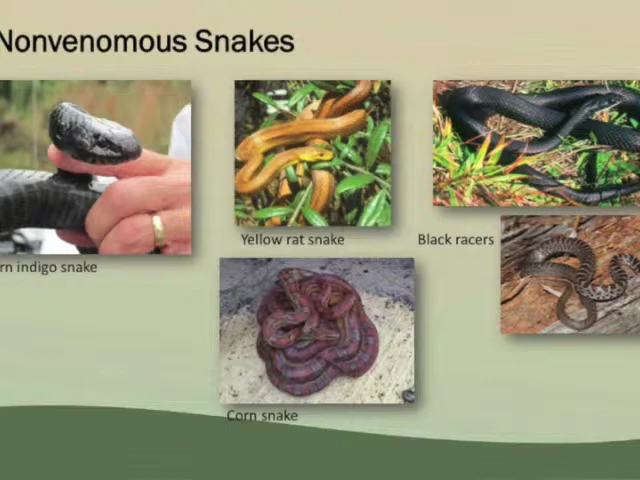 Nonvenomous Snakes
Yellow rat snake
Black racers
rn indigo snake
Corn snake